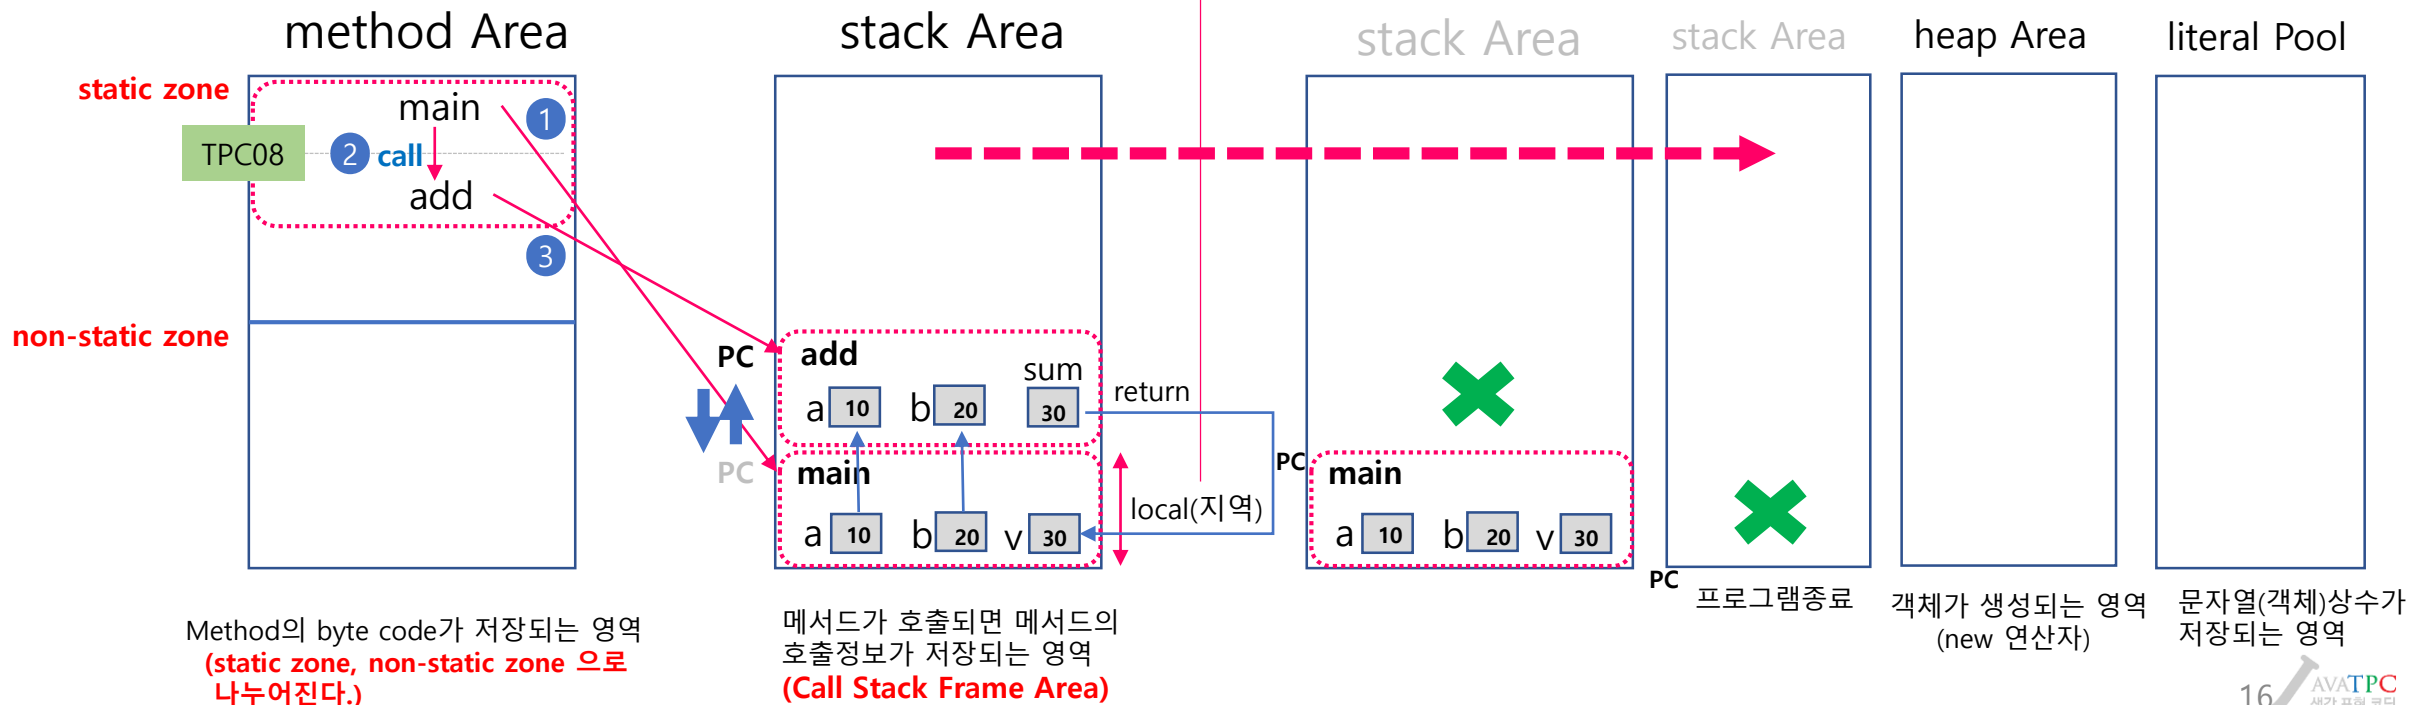 method Area
stack Area
stack Area
stack Area
heap Area
literal Pool
static zone
main
1
TPC08
2 call
add
3
non-static zone
PC
add
sum
a 10 b 20 30
return
PC
main
a 10 b 20 v 30
local(지역)
PC
main
a 10 b 20 v 30
PC
프로그램종료
Method의 byte code가 저장되는 영역
(static zone, non-static zone 으로
나누어진다.)
메서드가 호출되면 메서드의
호출정보가 저장되는 영역
(Call Stack Frame Area)
객체가 생성되는 영역
(new 연산자)
문자열(객체)상수가
저장되는 영역
16
AVATPC
생각 표현 코딩